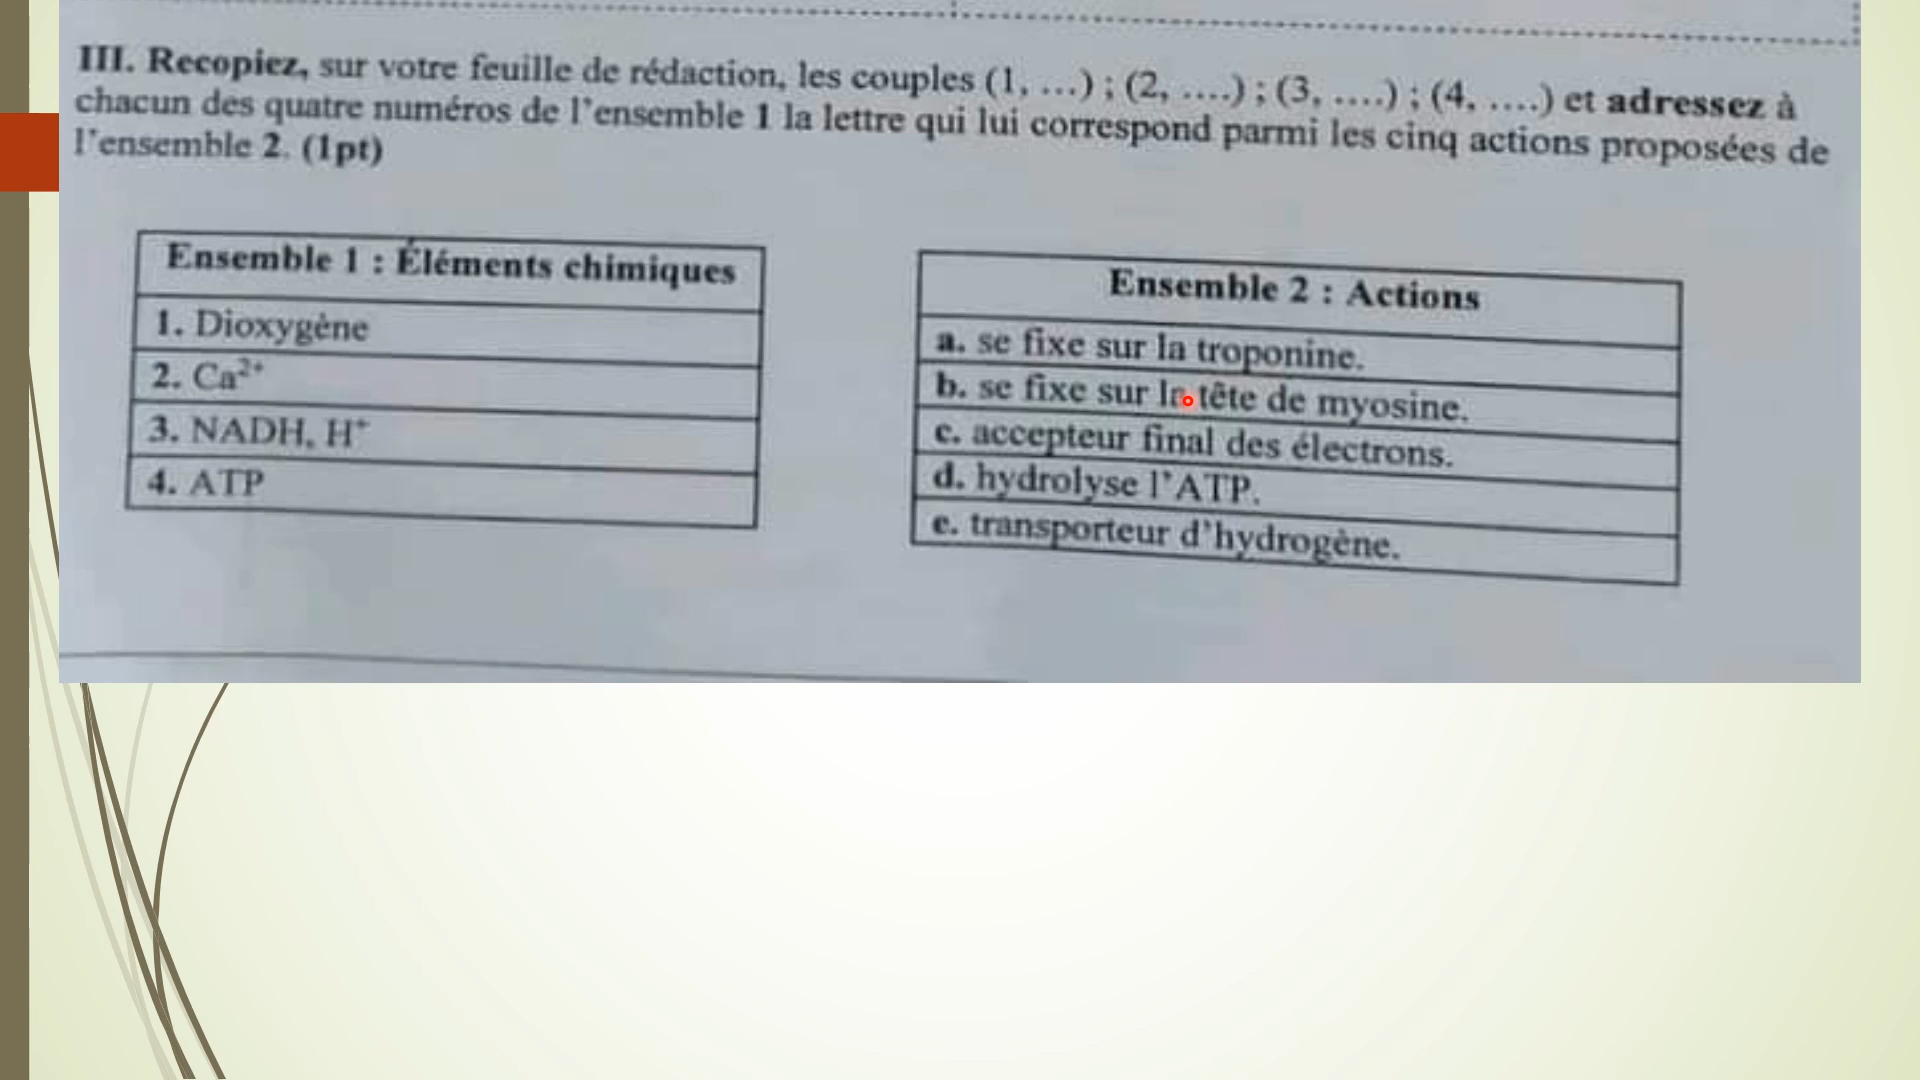 III. Recopiez, sur votre feuille de rédaction, les couples (1, ...) ; (2, ....) ; (3, ....) ; (4, ....) et adressez à
chacun des quatre numéros de l'ensemble 1 la lettre qui lui correspond parmi les cinq actions proposées de
l'ensemble 2. (1pt)
Ensemble 1 : Éléments chimiques
1. Dioxygène
2. Ca²⁺
3. NADH, H⁺
4. ATP
Ensemble 2 : Actions
a. se fixe sur la troponine.
b. se fixe sur la tête de myosine.
c. accepteur final des électrons.
d. hydrolyse l'ATP.
e. transporteur d'hydrogène.